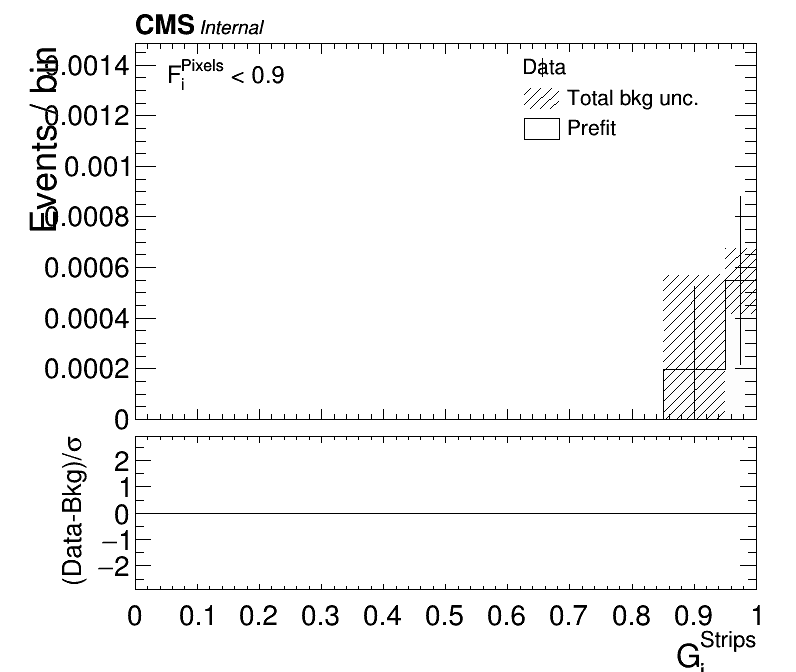 CMS Internal
F_i^Pixels < 0.9
Data
Total bkg unc.
Prefit
Events / bin
0.0014
0.0012
0.001
0.0008
0.0006
0.0004
0.0002
0
(Data-Bkg)/σ
2
1
0
−1
−2
0 0.1 0.2 0.3 0.4 0.5 0.6 0.7 0.8 0.9 1
G_i^Strips